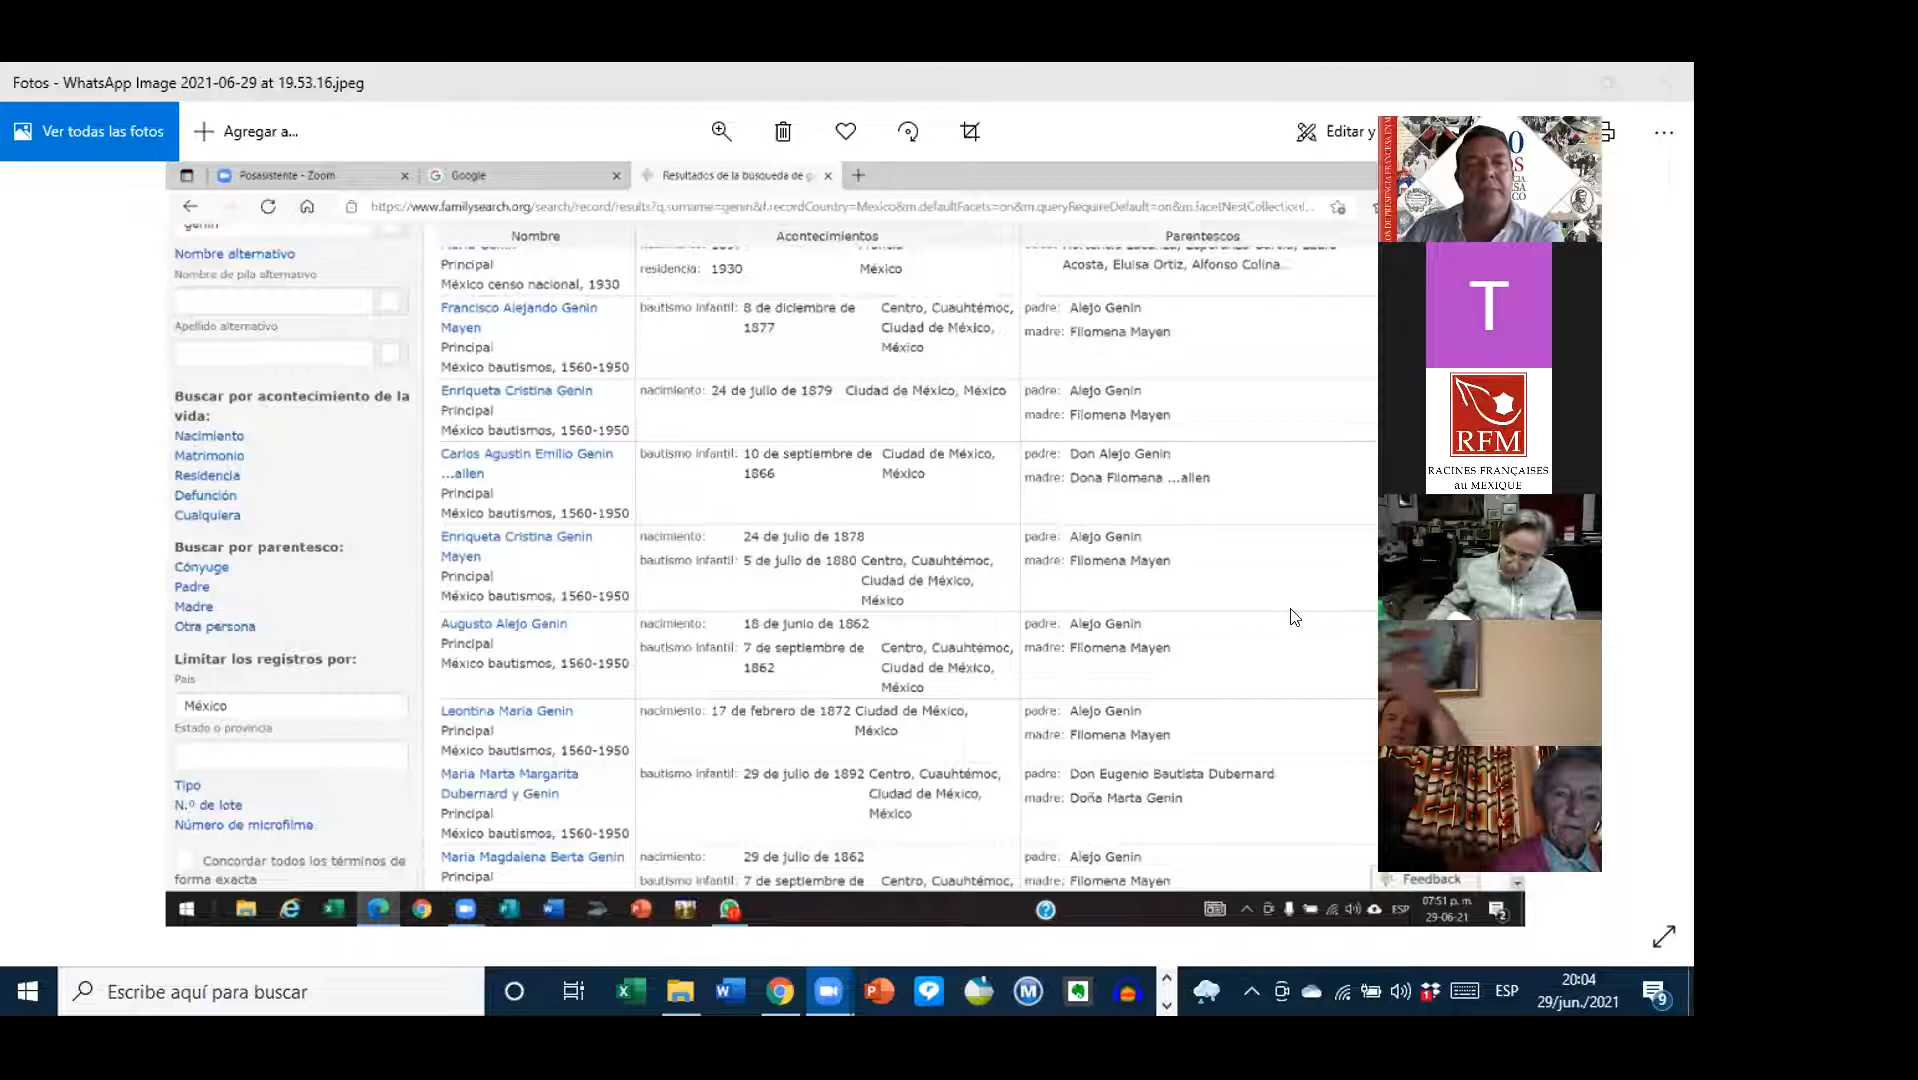 Fotos - WhatsApp Image 2021-06-29 at 19.53.16.jpeg
Ver todas las fotos
Agregar a...
Editar y
Posasistente - Zoom
Google
Resultados de la búsqueda de g
https://www.familysearch.org/search/record/results?q.surname=genin&f.recordCountry=Mexico&m.defaultFacets=on&m.queryRequireDefault=on&m.facetNestCollectionI...
genin
Nombre alternativo
Nombre de pila alternativo
Apellido alternativo
Buscar por acontecimiento de la
vida:
Nacimiento
Matrimonio
Residencia
Defunción
Cualquiera
Buscar por parentesco:
Cónyuge
Padre
Madre
Otra persona
Limitar los registros por:
País
México
Estado o provincia
Tipo
N.º de lote
Número de microfilme
Concordar todos los términos de
forma exacta
Nombre Acontecimientos Parentescos
Principal
México censo nacional, 1930
residencia: 1930 México
Acosta, Eluisa Ortiz, Alfonso Colina...
Francisco Alejando Genin
Mayen
Principal
México bautismos, 1560-1950
bautismo infantil: 8 de diciembre de
1877
Centro, Cuauhtémoc,
Ciudad de México,
México
padre: Alejo Genin
madre: Filomena Mayen
Enriqueta Cristina Genin
Principal
México bautismos, 1560-1950
nacimiento: 24 de julio de 1879 Ciudad de México, México
padre: Alejo Genin
madre: Filomena Mayen
Carlos Agustin Emilio Genin
...allen
Principal
México bautismos, 1560-1950
bautismo infantil: 10 de septiembre de
1866
Ciudad de México,
México
padre: Don Alejo Genin
madre: Dona Filomena ...allen
Enriqueta Cristina Genin
Mayen
Principal
México bautismos, 1560-1950
nacimiento: 24 de julio de 1878
bautismo infantil: 5 de julio de 1880 Centro, Cuauhtémoc,
Ciudad de México,
México
padre: Alejo Genin
madre: Filomena Mayen
Augusto Alejo Genin
Principal
México bautismos, 1560-1950
nacimiento: 18 de junio de 1862
bautismo infantil: 7 de septiembre de
1862
Centro, Cuauhtémoc,
Ciudad de México,
México
padre: Alejo Genin
madre: Filomena Mayen
Leontina Maria Genin
Principal
México bautismos, 1560-1950
nacimiento: 17 de febrero de 1872 Ciudad de México,
México
padre: Alejo Genin
madre: Filomena Mayen
Maria Marta Margarita
Dubernard y Genin
Principal
México bautismos, 1560-1950
bautismo infantil: 29 de julio de 1892 Centro, Cuauhtémoc,
Ciudad de México,
México
padre: Don Eugenio Bautista Dubernard
madre: Doña Marta Genin
Maria Magdalena Berta Genin
Principal
nacimiento: 29 de julio de 1862
bautismo infantil: 7 de septiembre de Centro, Cuauhtémoc,
padre: Alejo Genin
madre: Filomena Mayen
Feedback
T
RFM
RACINES FRANÇAISES
au MEXIQUE
ESP
07:51 p. m.
29-06-21
2
Escribe aquí para buscar
ESP
20:04
29/jun./2021
9